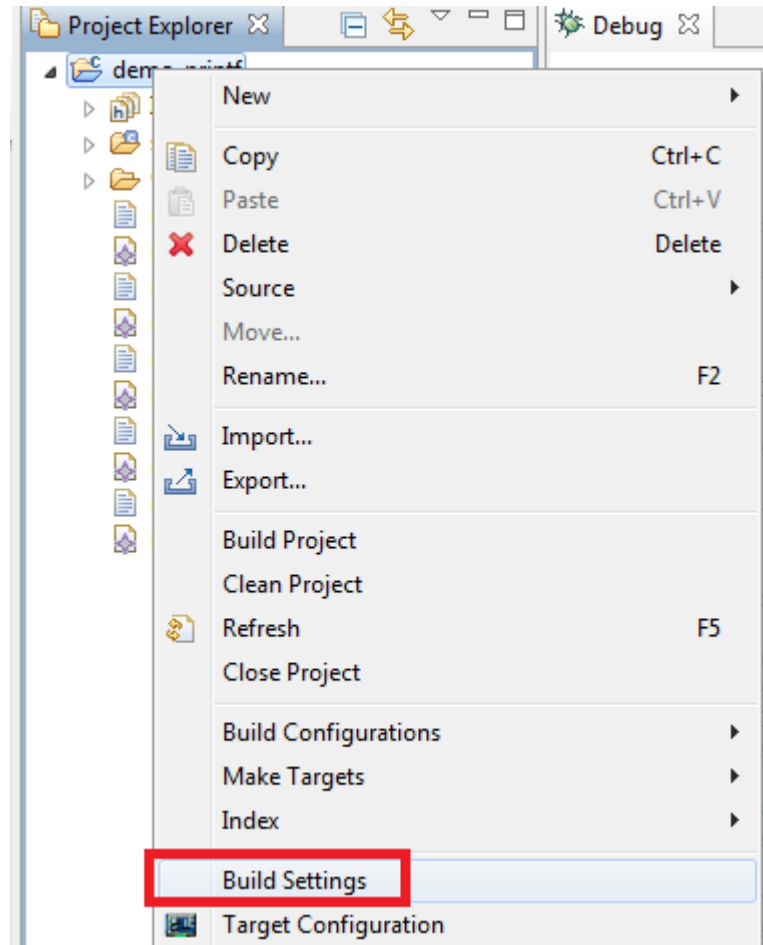 Project Explorer
Debug
New
Copy Ctrl+C
Paste Ctrl+V
Delete Delete
Source
Move...
Rename... F2
Import...
Export...
Build Project
Clean Project
Refresh F5
Close Project
Build Configurations
Make Targets
Index
Build Settings
Target Configuration